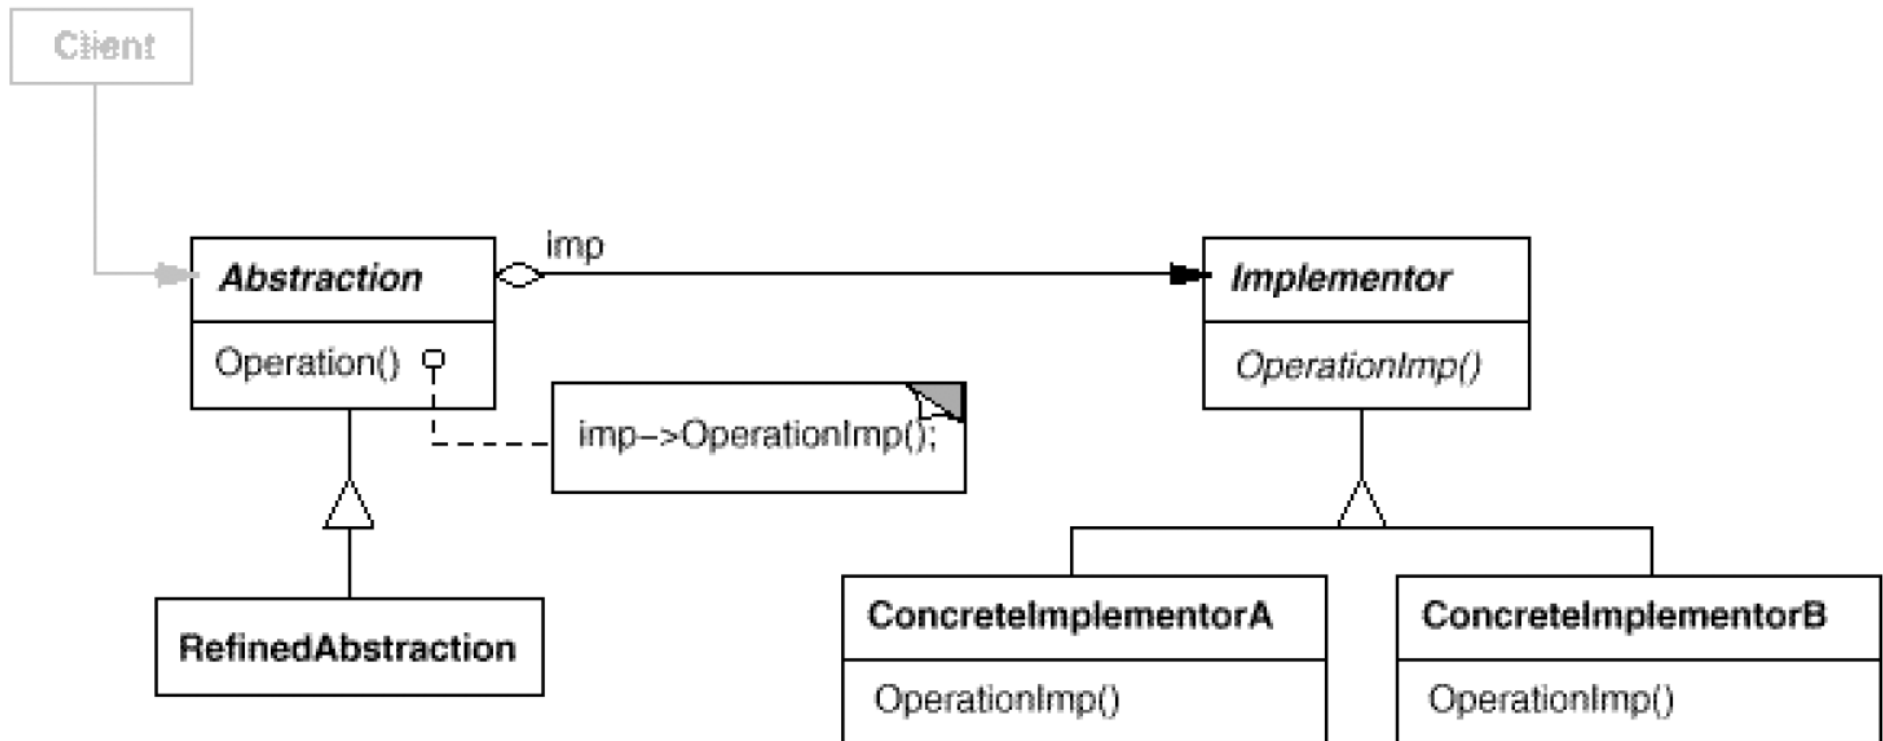 Client
imp
Abstraction
Implementor
Operation()
OperationImp()
imp–>OperationImp();
RefinedAbstraction
ConcreteImplementorA
ConcreteImplementorB
OperationImp()
OperationImp()